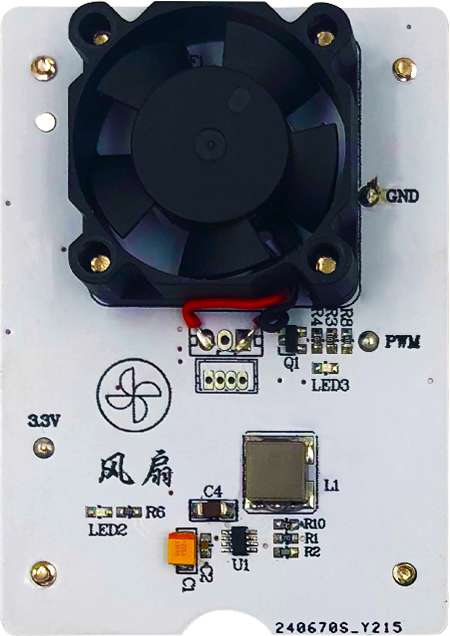 GND
R4 R3 R8
PWM
Q1
LED3
3.3V
风扇
L1
C4
R6
LED2
R10
R1
R2
U1
C2
C1
240670S_Y215